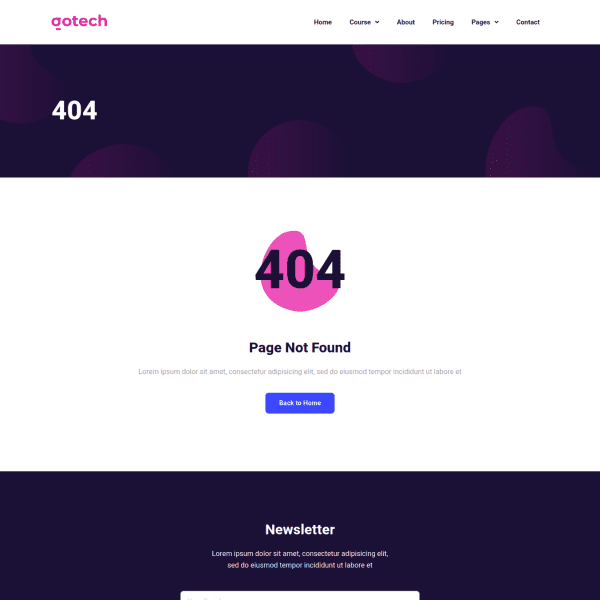 gotech
Home Course About Pricing Pages Contact
404
404
Page Not Found
Lorem ipsum dolor sit amet, consectetur adipisicing elit, sed do eiusmod tempor incididunt ut labore et
Back to Home
Newsletter
Lorem ipsum dolor sit amet, consectetur adipisicing elit,
sed do eiusmod tempor incididunt ut labore et